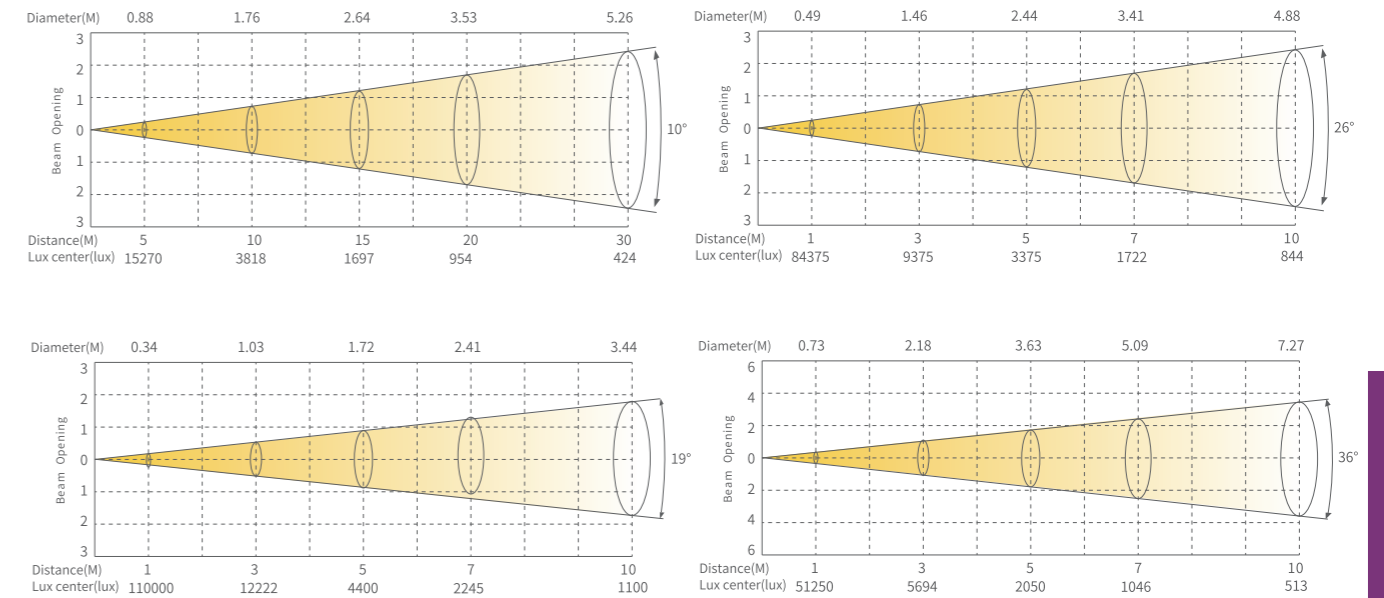 Diameter(M) 0.88 1.76 2.64 3.53 5.26
3
2
1
0
1
2
3
Beam Opening
10°
Distance(M) 5 10 15 20 30
Lux center(lux) 15270 3818 1697 954 424
Diameter(M) 0.49 1.46 2.44 3.41 4.88
3
2
1
0
1
2
3
Beam Opening
26°
Distance(M) 1 3 5 7 10
Lux center(lux) 84375 9375 3375 1722 844
Diameter(M) 0.34 1.03 1.72 2.41 3.44
3
2
1
0
1
2
3
Beam Opening
19°
Distance(M) 1 3 5 7 10
Lux center(lux) 110000 12222 4400 2245 1100
Diameter(M) 0.73 2.18 3.63 5.09 7.27
6
4
2
0
2
4
6
Beam Opening
36°
Distance(M) 1 3 5 7 10
Lux center(lux) 51250 5694 2050 1046 513